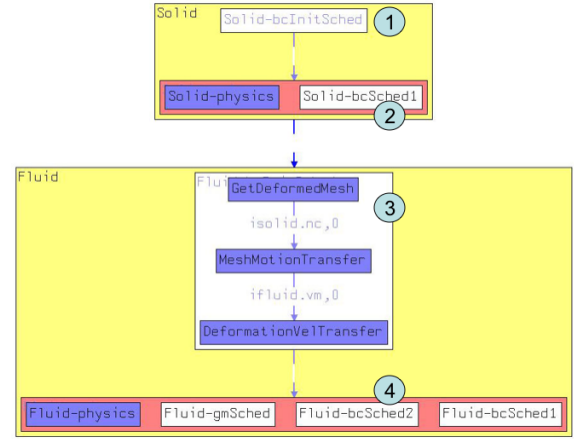 Solid
Solid-bcInitSched
1
Solid-physics
Solid-bcSched1
2
Fluid
GetDeformedMesh
3
isolid.nc,0
MeshMotionTransfer
ifluid.vm,0
DeformationVelTransfer
4
Fluid-physics
Fluid-gmSched
Fluid-bcSched2
Fluid-bcSched1